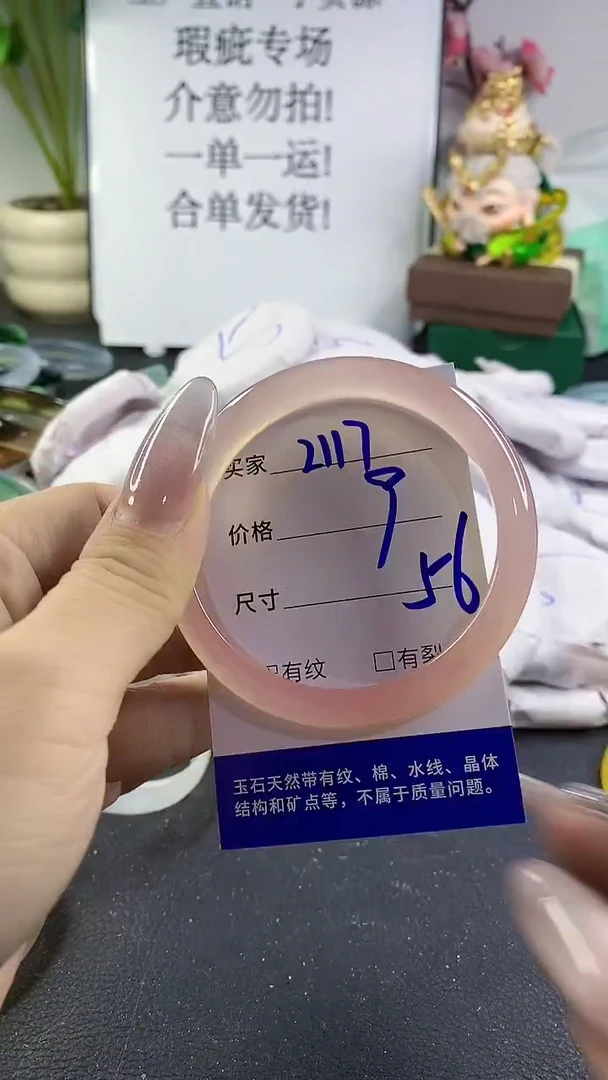 瑕疵专场
介意勿拍!
一单一运!
合单发货!
买家 2117
价格
尺寸 56
有纹 □有裂
玉石天然带有纹、棉、水线、晶体
结构和矿点等，不属于质量问题。